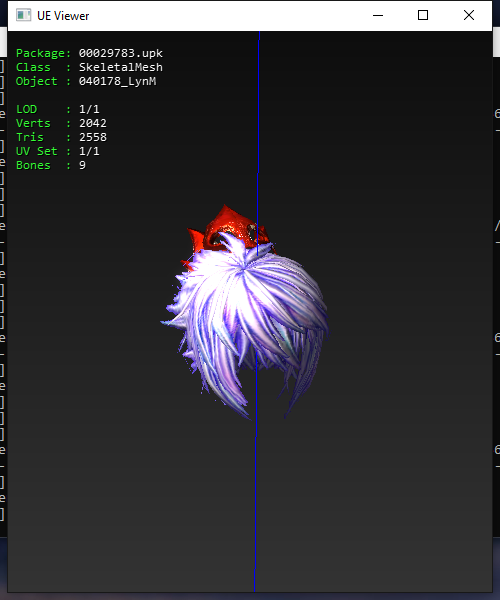 UE Viewer
Package: 00029783.upk
Class  : SkeletalMesh
Object : 040178_LynM
LOD    : 1/1
Verts  : 2042
Tris   : 2558
UV Set : 1/1
Bones  : 9